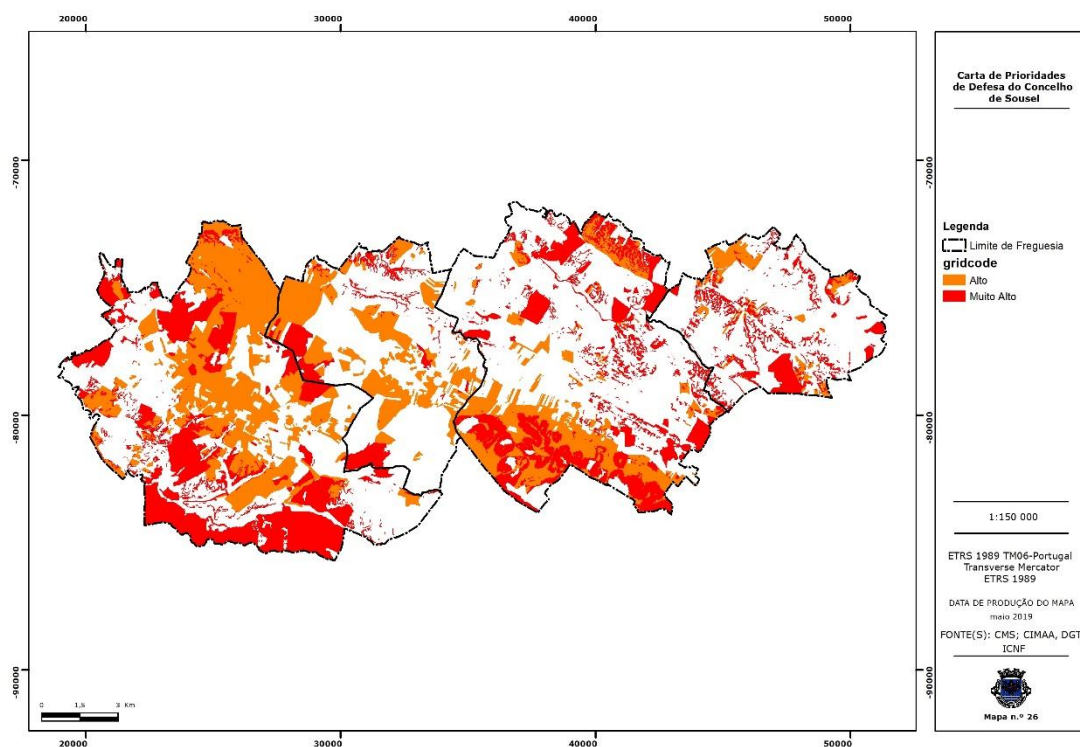 20000
30000
40000
50000
-70000
-80000
-90000
-70000
-80000
-90000
0
1,5
3 Km
20000
30000
40000
50000
Carta de Prioridades
de Defesa do Concelho
de Sousel
Legenda
Limite de Freguesia
gridcode
Alto
Muito Alto
1:150 000
ETRS 1989 TM06-Portugal
Transverse Mercator
ETRS 1989
DATA DE PRODUÇÃO DO MAPA
maio 2019
FONTE(S): CMS; CIMAA, DGT
ICNF
Mapa n.º 26